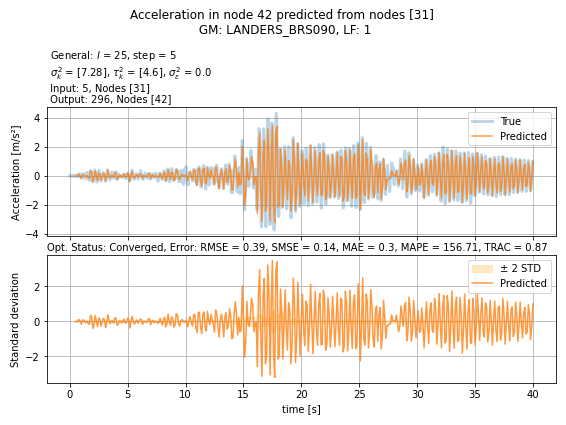 Acceleration in node 42 predicted from nodes [31]
GM: LANDERS_BRS090, LF: 1
General: l = 25, step = 5
σ²ₖ = [7.28], τ²ₖ = [4.6], σ²_ε = 0.0
Input: 5, Nodes [31]
Output: 296, Nodes [42]
Acceleration [m/s²]
4
2
0
−2
−4
True
Predicted
Opt. Status: Converged, Error: RMSE = 0.39, SMSE = 0.14, MAE = 0.3, MAPE = 156.71, TRAC = 0.87
Standard deviation
2
0
−2
± 2 STD
Predicted
0 5 10 15 20 25 30 35 40
time [s]